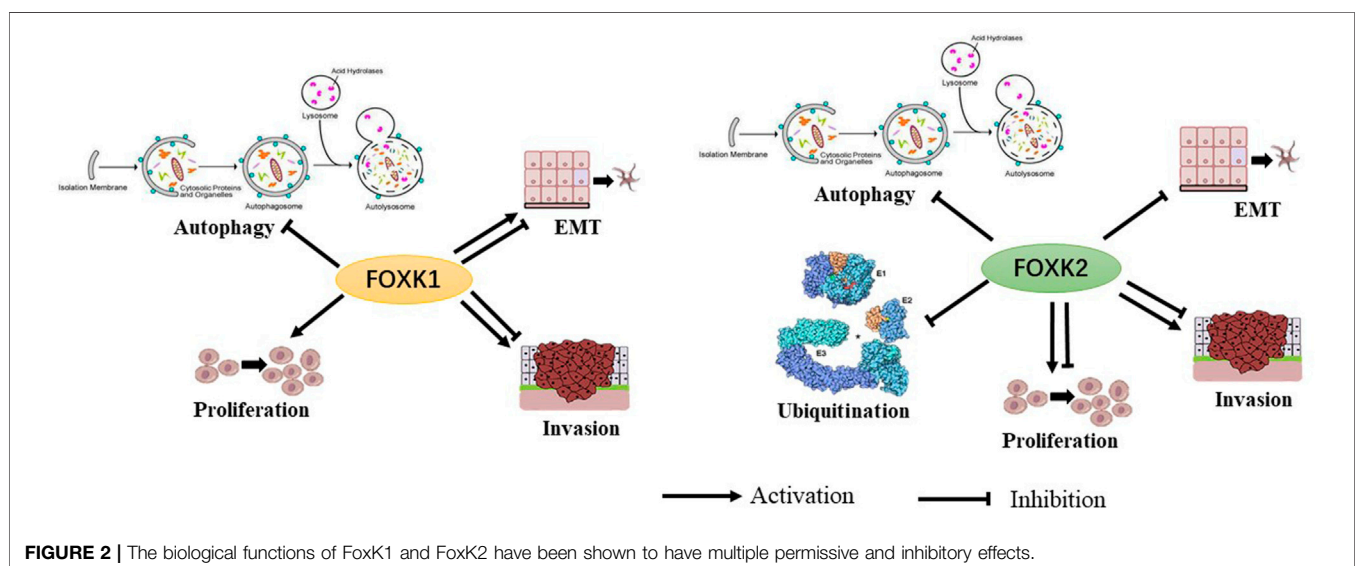 Acid Hydrolases
Lysosome
Isolation Membrane
Cytosolic Proteins
and Organelles
Autophagosome
Autolysosome
Autophagy
EMT
FOXK1
Proliferation
Invasion
Acid Hydrolases
Lysosome
Isolation Membrane
Cytosolic Proteins
and Organelles
Autophagosome
Autolysosome
Autophagy
EMT
FOXK2
E1
E2
E3
*
Ubiquitination
Proliferation
Invasion
Activation
Inhibition
FIGURE 2 | The biological functions of FoxK1 and FoxK2 have been shown to have multiple permissive and inhibitory effects.